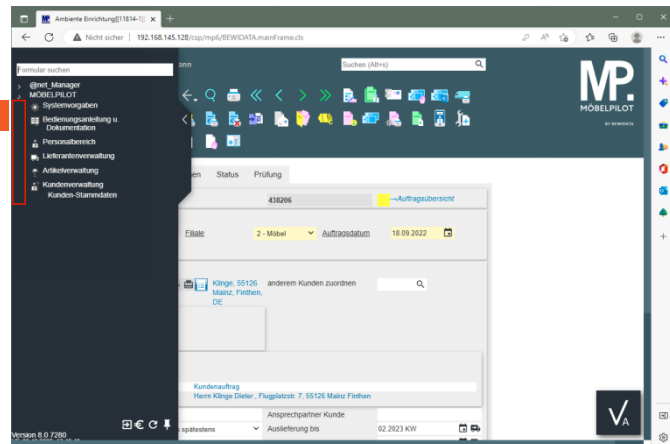 Ambiente Einrichtung[[11814-1]]
Nicht sicher | 192.168.145.128/csp/mp6/BEWIDATA.mainFrame.cls
Formular suchen
ann
Suchen (Alt+s)
@net_Manager
MÖBELPILOT
Systemvorgaben
Bedienungsanleitung u.
Dokumentation
Personalbereich
Lieferantenverwaltung
Artikelverwaltung
Kundenverwaltung
Kunden-Stammdaten
MP.
MÖBELPILOT
BY BEWIDATA
en Status Prüfung
438206
→Auftragsübersicht
Filiale
2 - Möbel
Auftragsdatum
18.09.2022
Klinge, 55126
Mainz, Finthen,
DE
anderem Kunden zuordnen
Kundenauftrag
Herrn Klinge Dieter , Flugplatzstr. 7, 55126 Mainz Finthen
Ansprechpartner Kunde
spätestens
Auslieferung bis
02.2023 KW
Version 8.0 7280